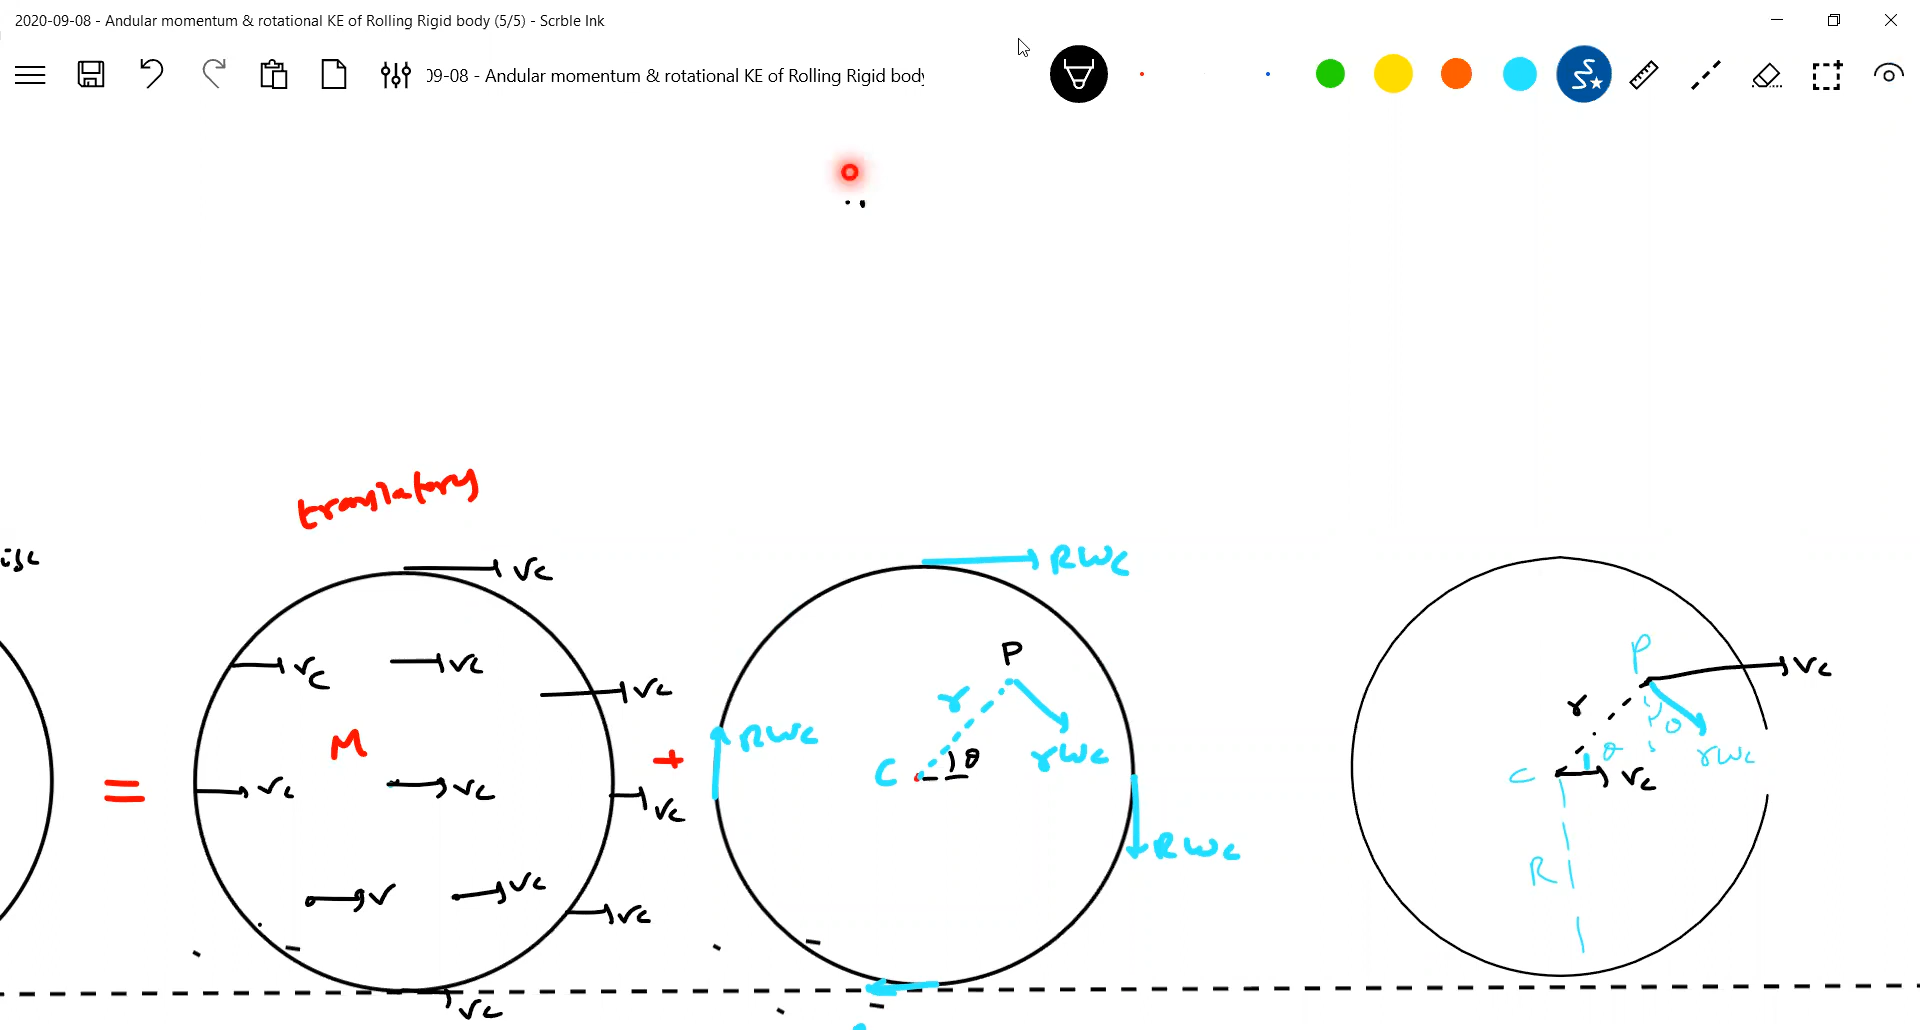 2020-09-08 - Andular momentum & rotational KE of Rolling Rigid body (5/5) - Scrble Ink
09-08 - Andular momentum & rotational KE of Rolling Rigid body
translatory
isc
vc
RWC
vc
vc
P
P
vc
vc
r
r
M
RWC
+
rwc
θ
θ
θ
rwc
=
vc
vc
vc
C
C
vc
RWC
v
vc
vc
R
vc